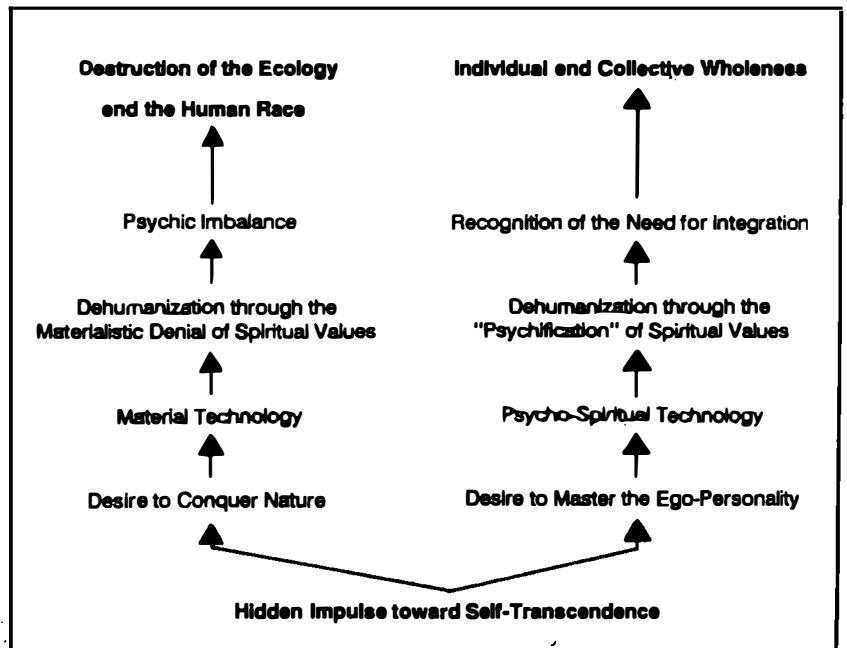 Destruction of the Ecology
end the Human Race
Psychic Imbalance
Dehumanization through the
Materialistic Denial of Spiritual Values
Material Technology
Desire to Conquer Nature
Individual end Collective Wholeness
Recognition of the Need for Integration
Dehumanization through the
"Psychification" of Spiritual Values
Psycho-Spiritual Technology
Desire to Master the Ego-Personality
Hidden Impulse toward Self-Transcendence